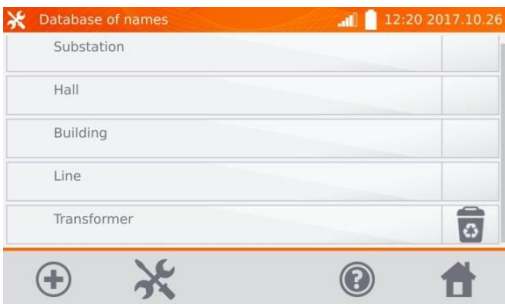 Database of names 12:20 2017.10.26
Substation
Hall
Building
Line
Transformer